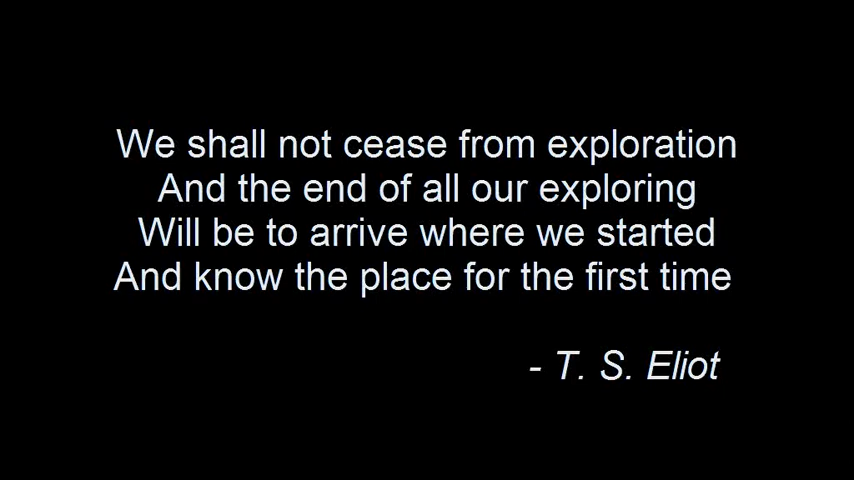 We shall not cease from exploration
And the end of all our exploring
Will be to arrive where we started
And know the place for the first time
- T. S. Eliot